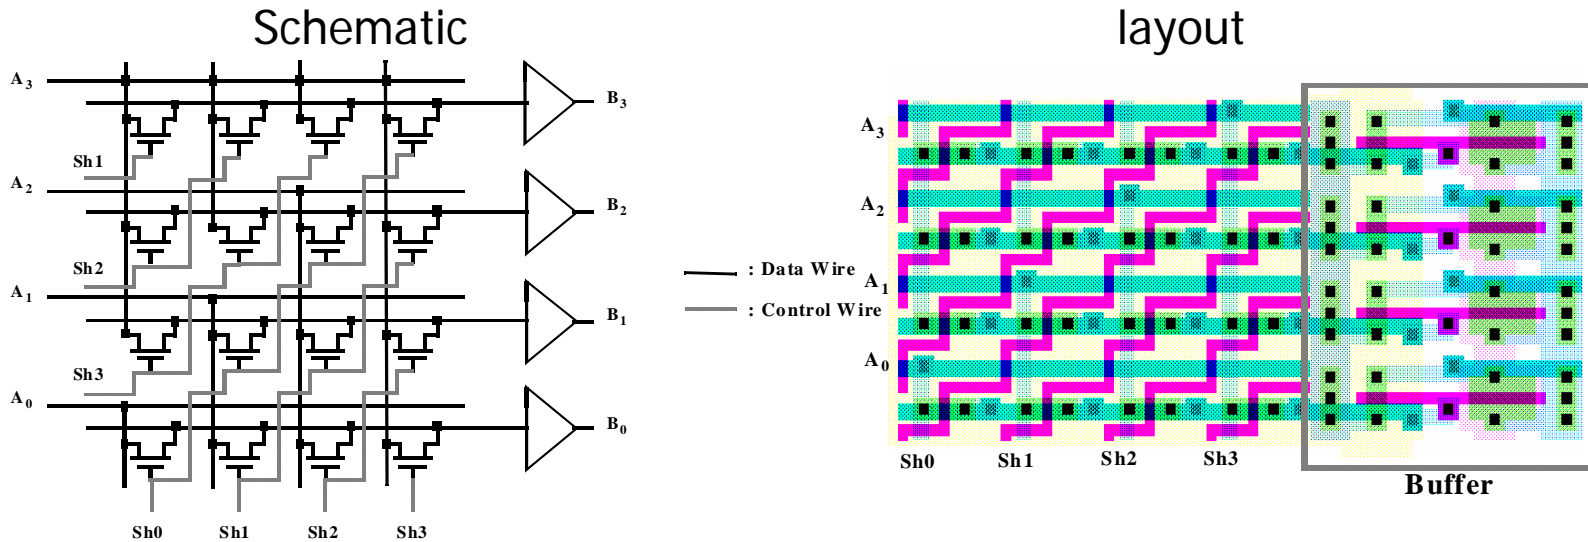 Schematic
layout
A3
B3
Sh1
A2
B2
Sh2
A1
B1
Sh3
A0
B0
Sh0 Sh1 Sh2 Sh3
: Data Wire
: Control Wire
A3
A2
A1
A0
Sh0 Sh1 Sh2 Sh3
Buffer